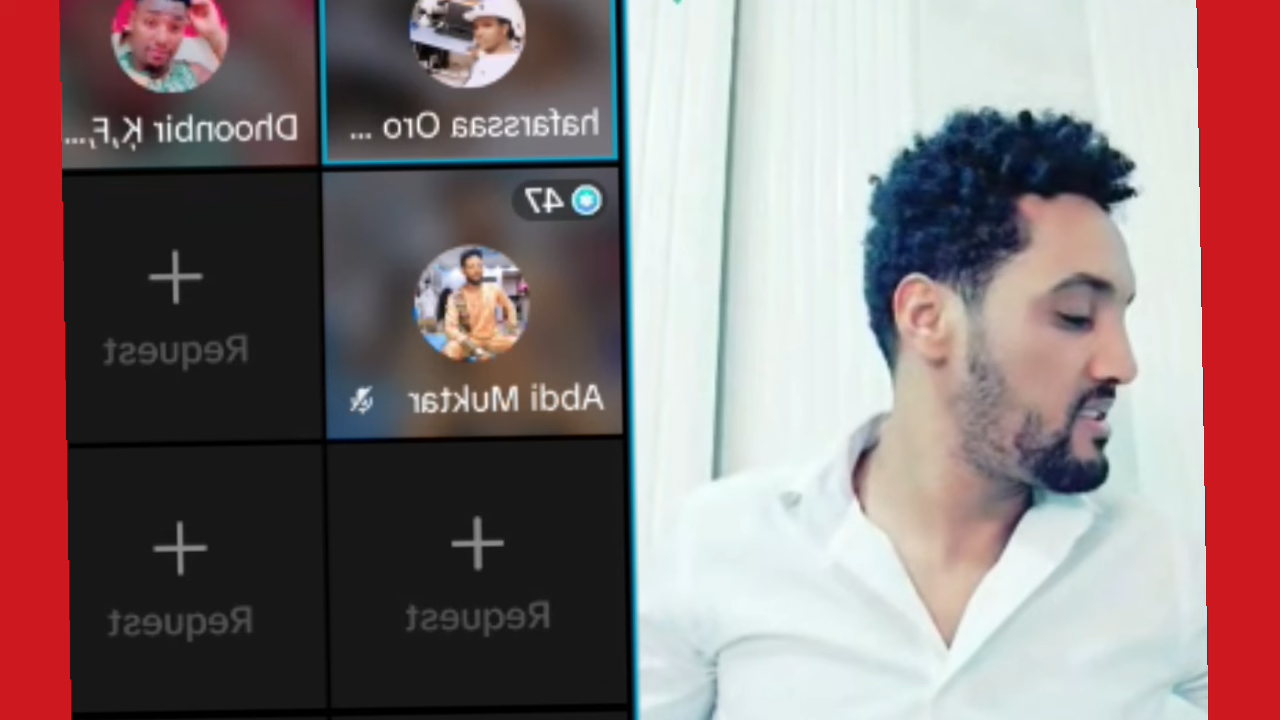 hafarssaa Oro ...
Dhoonbir Ķ,F,...
47
Abdi Muktar
Request
Request
Request